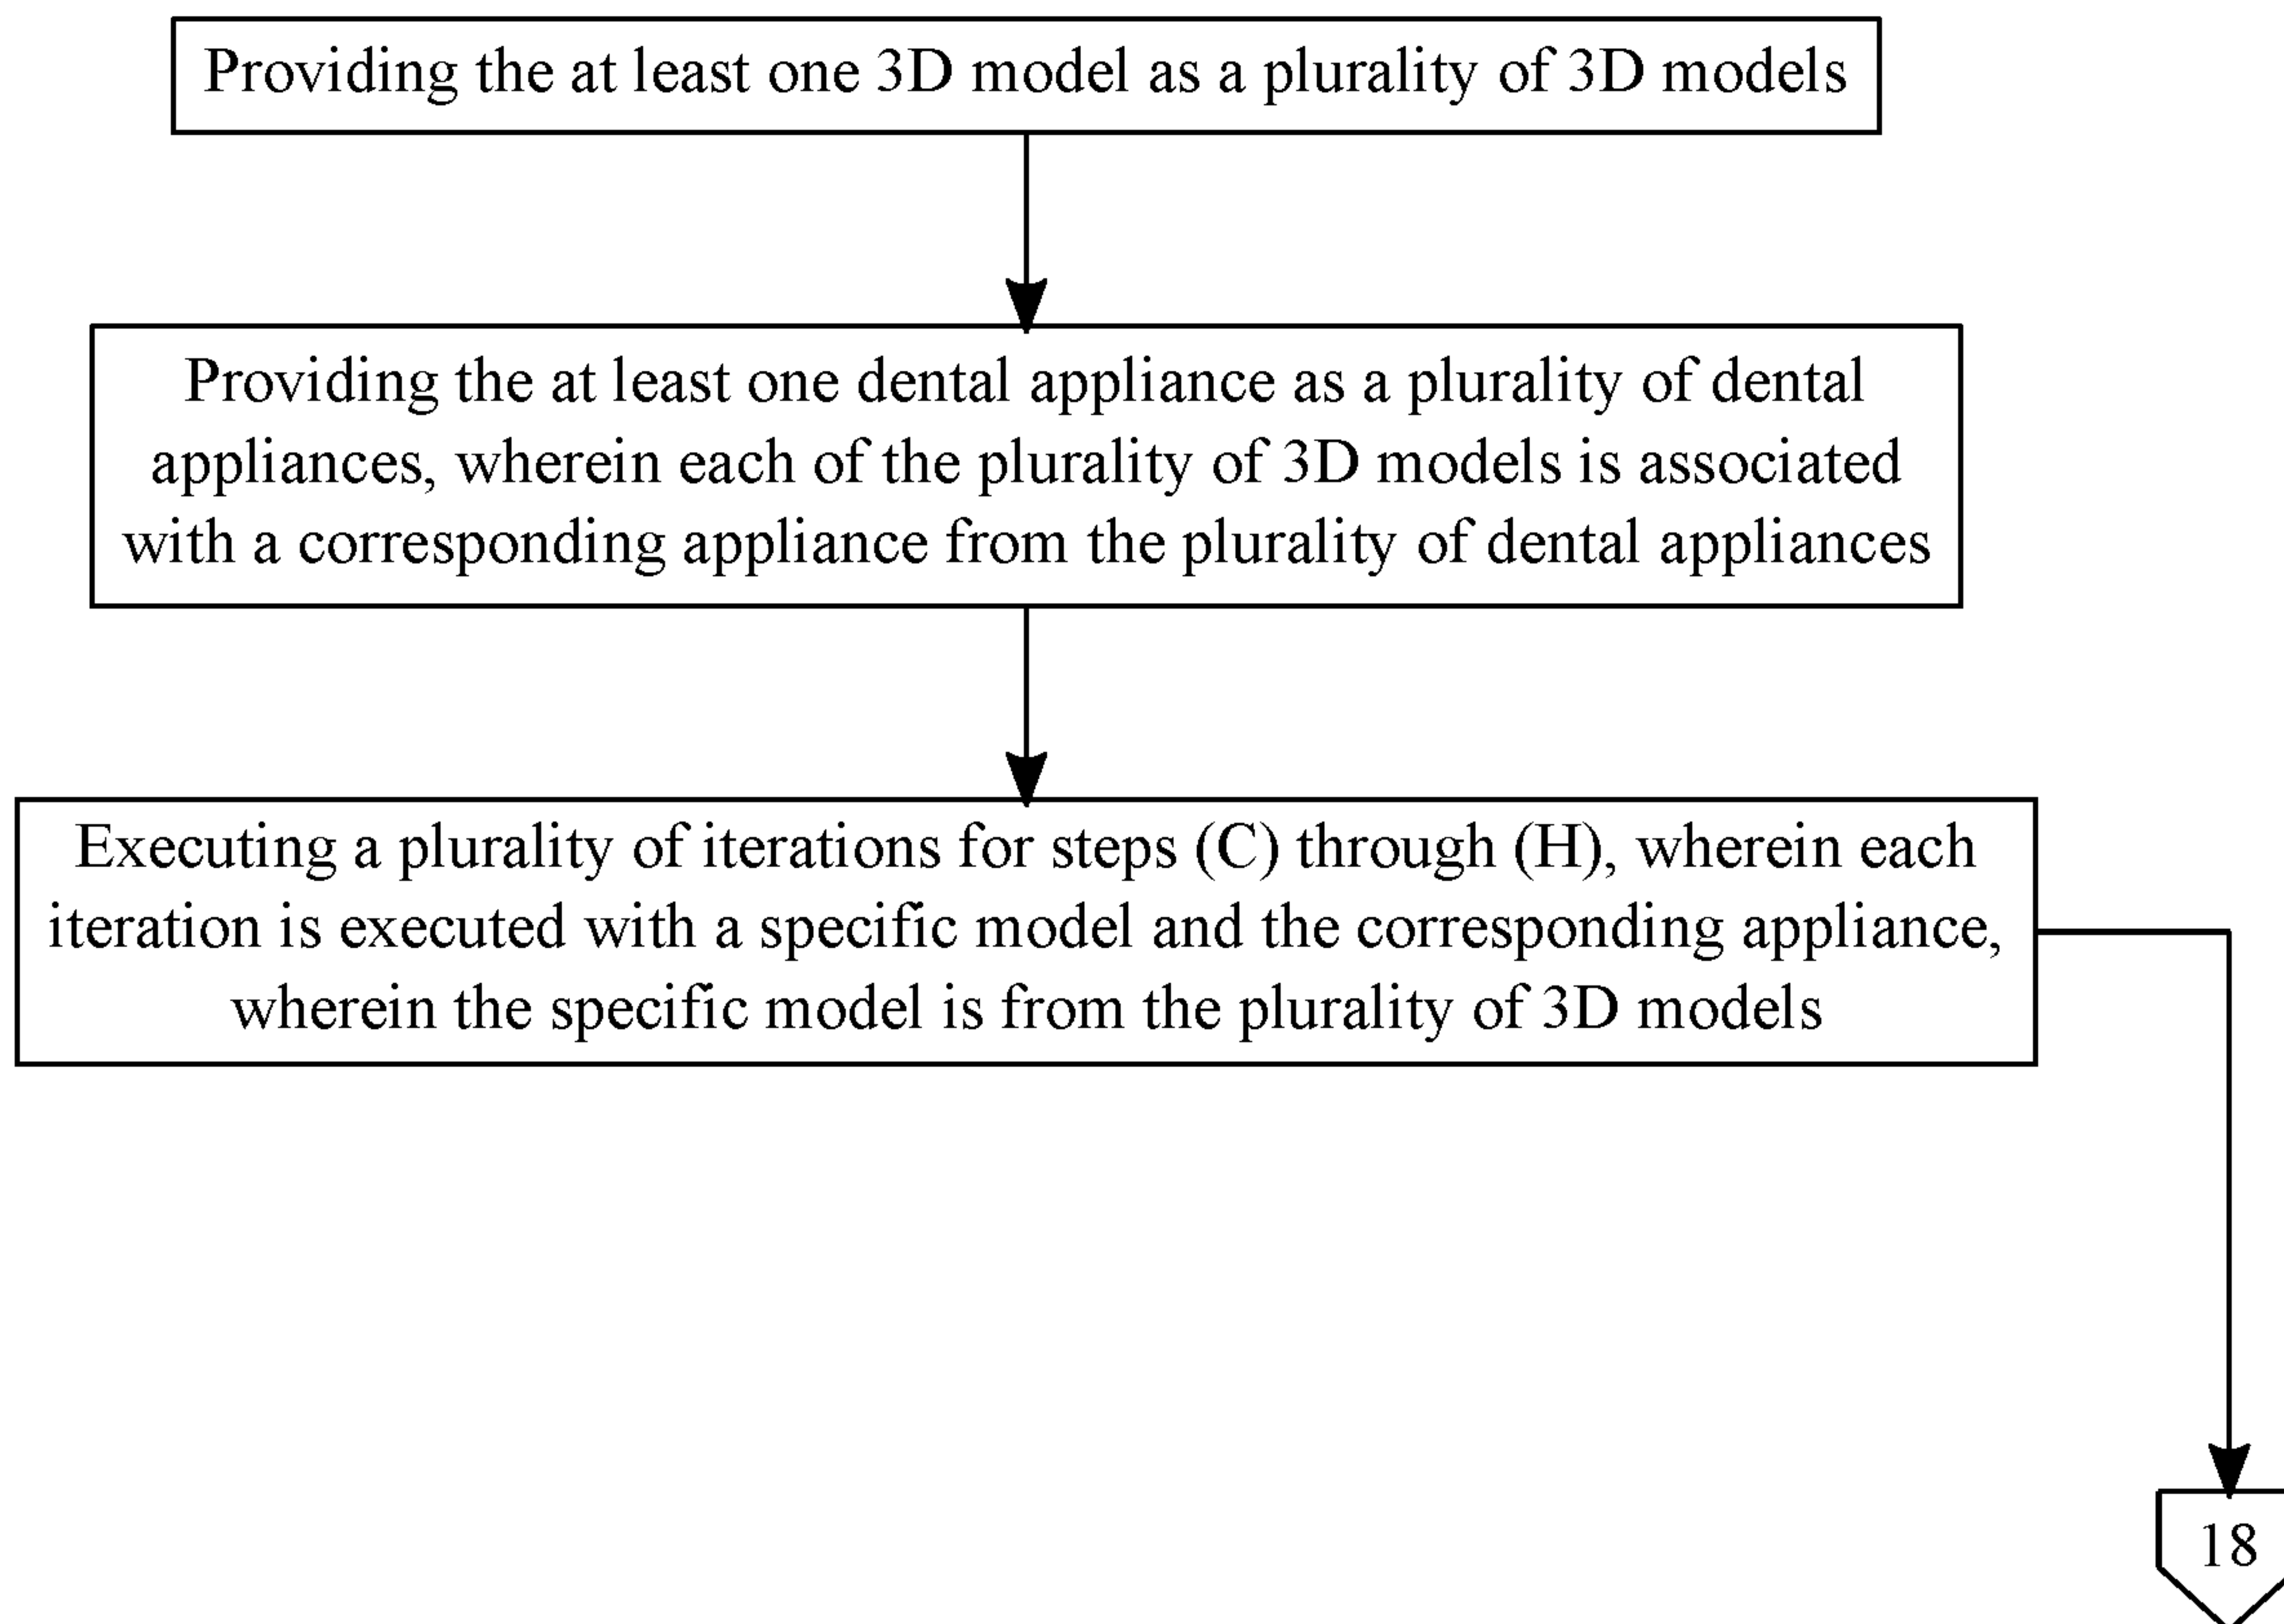 Providing the at least one 3D model as a plurality of 3D models
Providing the at least one dental appliance as a plurality of dental
appliances, wherein each of the plurality of 3D models is associated
with a corresponding appliance from the plurality of dental appliances
Executing a plurality of iterations for steps (C) through (H), wherein each
iteration is executed with a specific model and the corresponding appliance,
wherein the specific model is from the plurality of 3D models
18